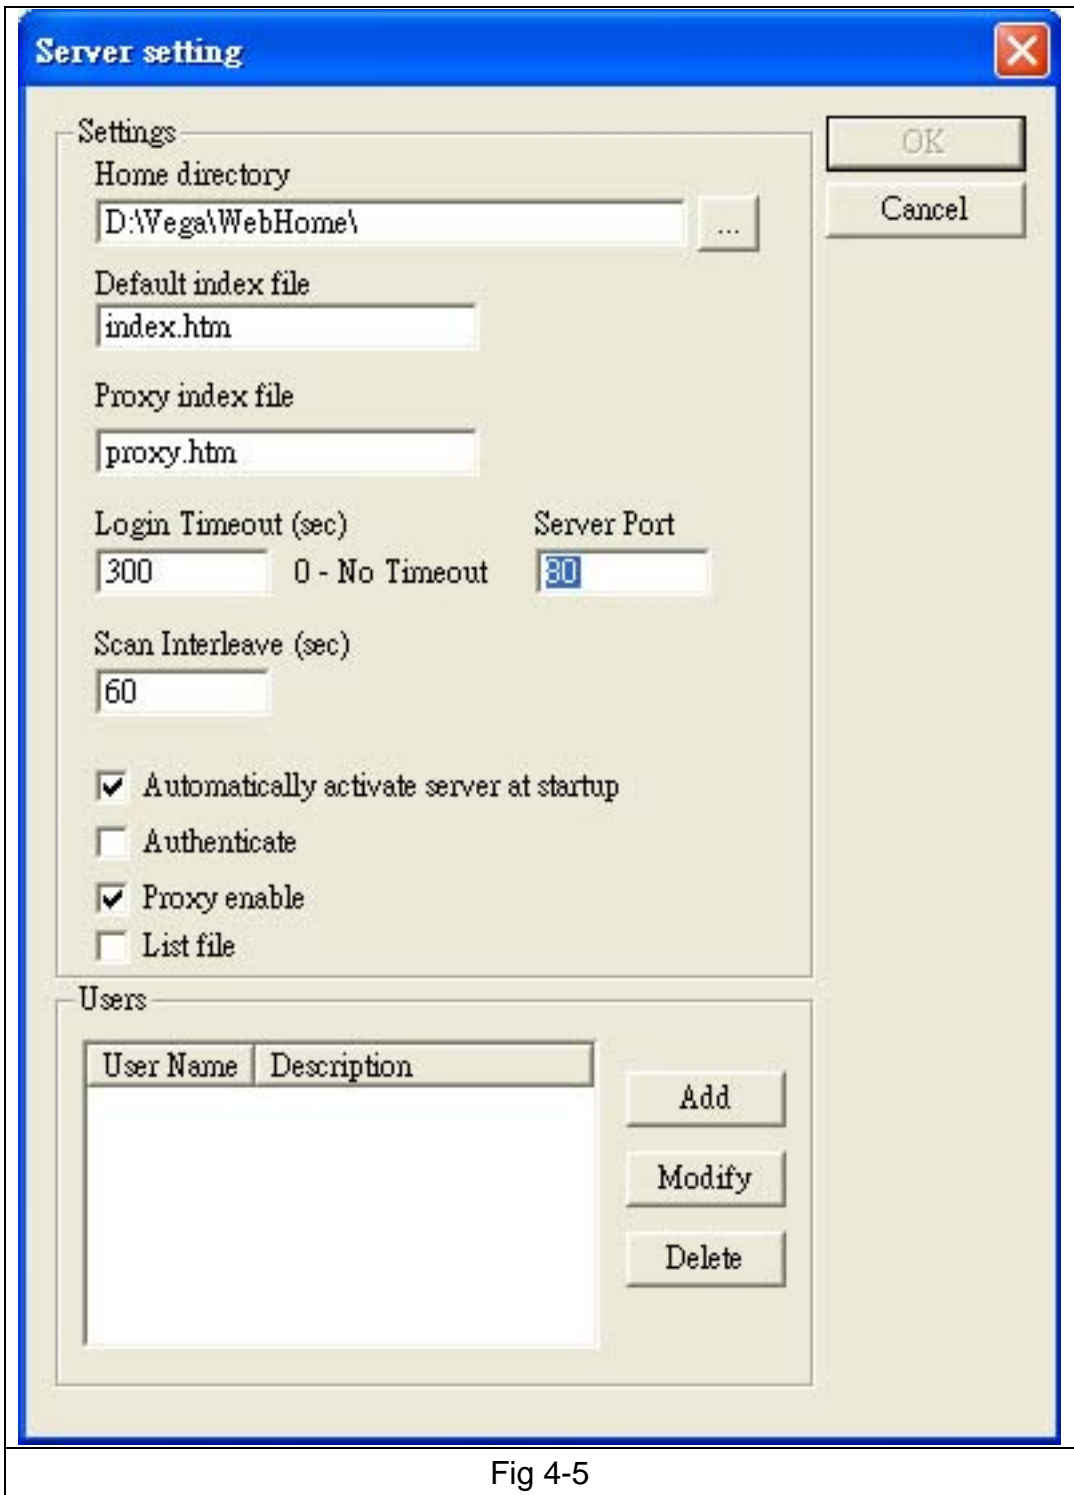 Server setting
Settings
OK
Cancel
Home directory
D:\Vega\WebHome\
...
Default index file
index.htm
Proxy index file
proxy.htm
Login Timeout (sec)
Server Port
300
0 - No Timeout
80
Scan Interleave (sec)
60
Automatically activate server at startup
Authenticate
Proxy enable
List file
Users
User Name
Description
Add
Modify
Delete
Fig 4-5